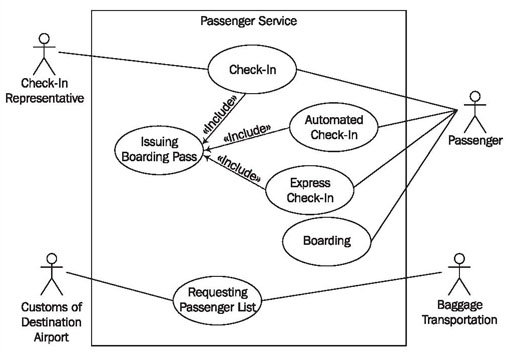 Passenger Service
Check-In
Representative
Check-In
«Include»
«Include»
«Include»
Automated
Check-In
Passenger
Issuing
Boarding Pass
Express
Check-In
Boarding
Customs of
Destination
Airport
Requesting
Passenger List
Baggage
Transportation